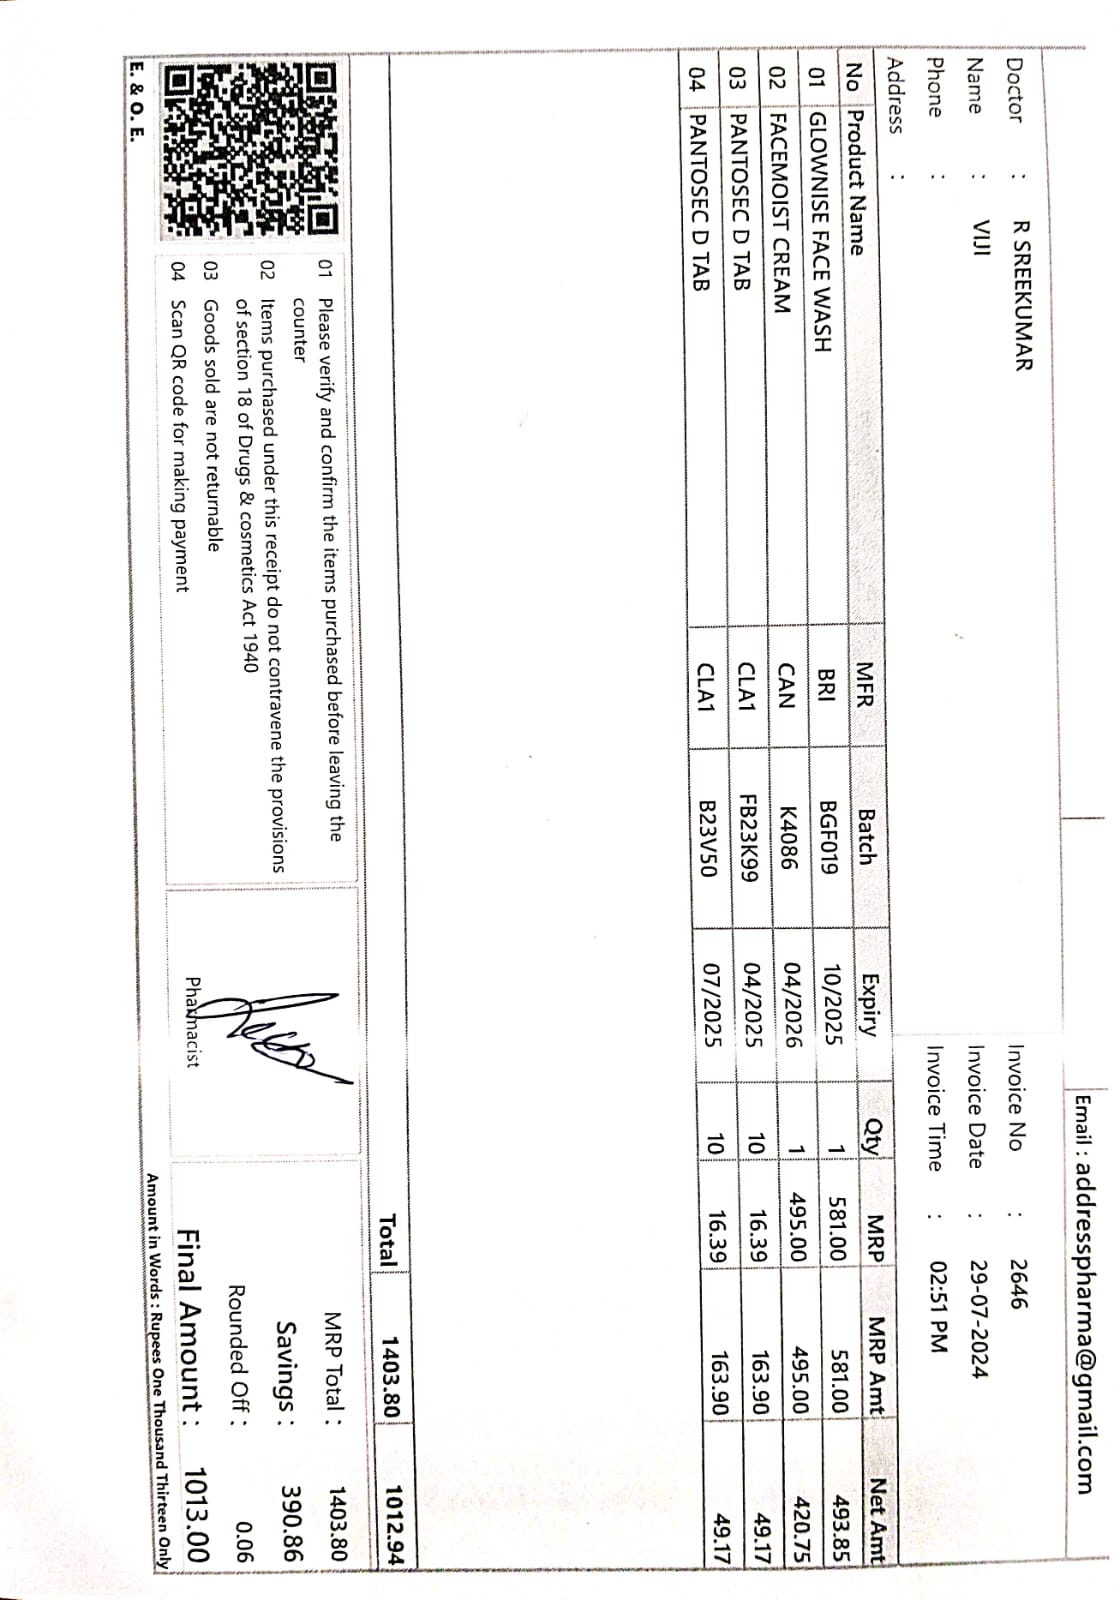 Email : addresspharma@gmail.com
Doctor : R SREEKUMAR
Name : VIJI
Phone :
Address :
Invoice No : 2646
Invoice Date : 29-07-2024
Invoice Time : 02:51 PM
No Product Name MFR Batch Expiry Qty MRP MRP Amt Net Amt
01 GLOWNISE FACE WASH BRI BGF019 10/2025 1 581.00 581.00 493.85
02 FACEMOIST CREAM CAN K4086 04/2026 1 495.00 495.00 420.75
03 PANTOSEC D TAB CLA1 FB23K99 04/2025 10 16.39 163.90 49.17
04 PANTOSEC D TAB CLA1 B23V50 07/2025 10 16.39 163.90 49.17
Total 1403.80 1012.94
01 Please verify and confirm the items purchased before leaving the
counter
02 Items purchased under this receipt do not contravene the provisions
of section 18 of Drugs & cosmetics Act 1940
03 Goods sold are not returnable
04 Scan QR code for making payment
E. & O. E.
Pharmacist
MRP Total : 1403.80
Savings : 390.86
Rounded Off : 0.06
Final Amount : 1013.00
Amount in Words : Rupees One Thousand Thirteen Only